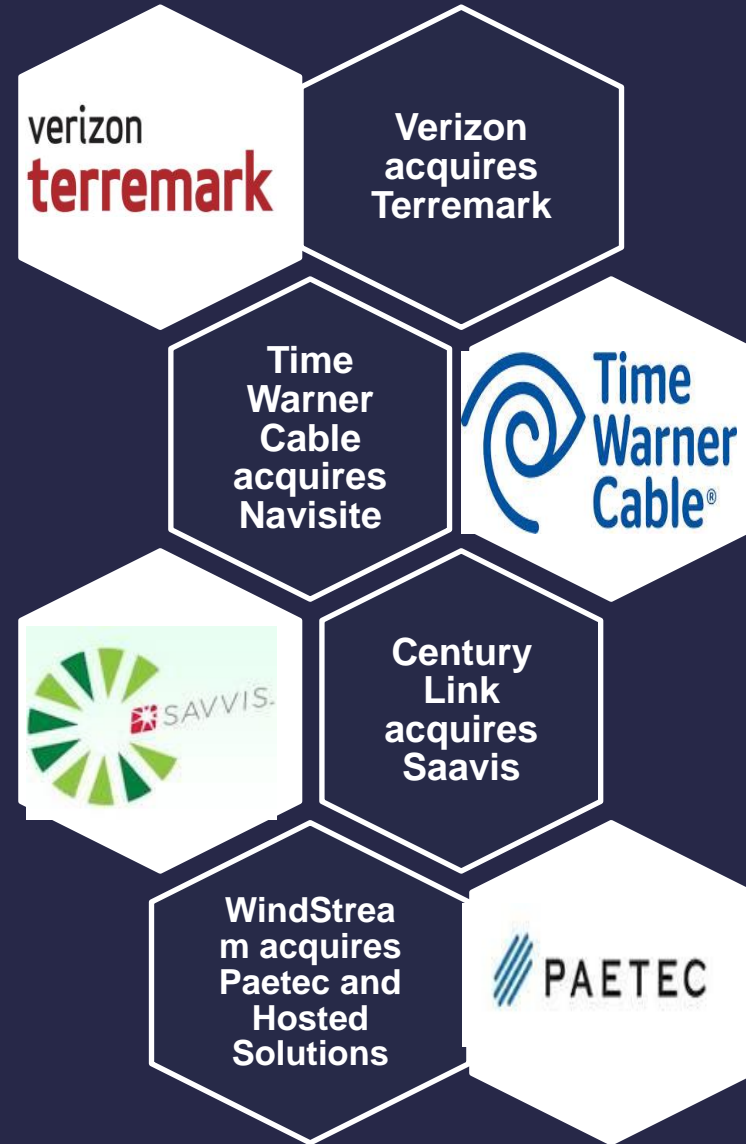 verizon
terremark
Verizon
acquires
Terremark
Time
Warner
Cable
acquires
Navisite
Time
Warner
Cable®
SAVVIS.
Century
Link
acquires
Saavis
WindStrea
m acquires
Paetec and
Hosted
Solutions
PAETEC